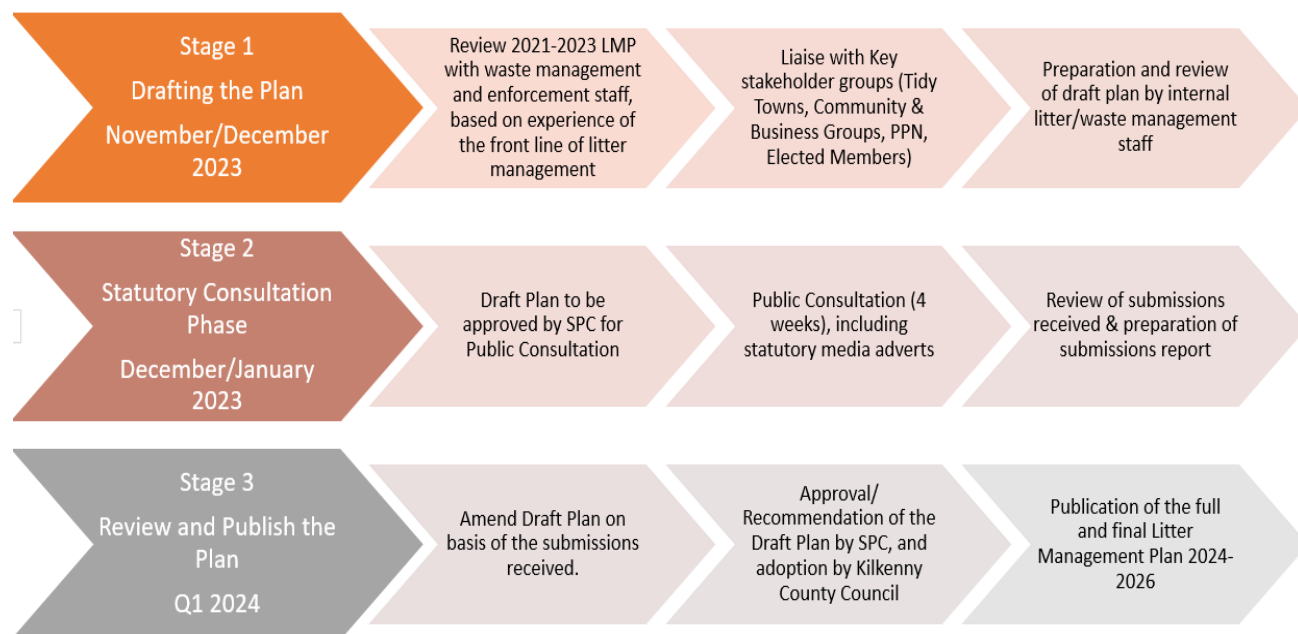 Stage 1
Drafting the Plan
November/December
2023
Review 2021-2023 LMP
with waste management
and enforcement staff,
based on experience of
the front line of litter
management
Liaise with Key
stakeholder groups (Tidy
Towns, Community &
Business Groups, PPN,
Elected Members)
Preparation and review
of draft plan by internal
litter/waste management
staff
Stage 2
Statutory Consultation
Phase
December/January
2023
Draft Plan to be
approved by SPC for
Public Consultation
Public Consultation (4
weeks), including
statutory media adverts
Review of submissions
received & preparation of
submissions report
Stage 3
Review and Publish the
Plan
Q1 2024
Amend Draft Plan on
basis of the submissions
received.
Approval/
Recommendation of the
Draft Plan by SPC, and
adoption by Kilkenny
County Council
Publication of the full
and final Litter
Management Plan 2024-
2026